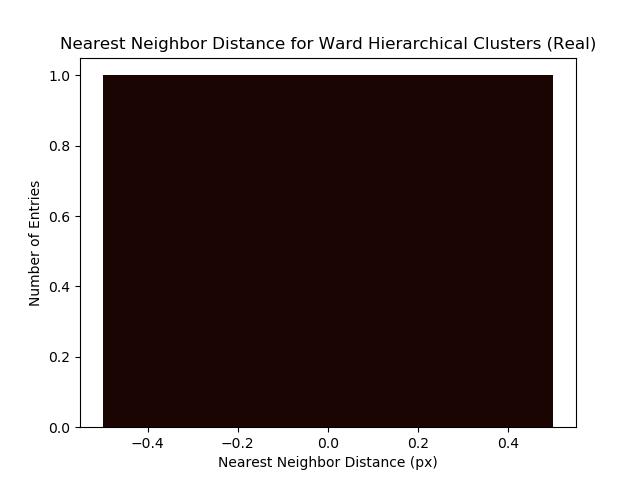 Nearest Neighbor Distance for Ward Hierarchical Clusters (Real)
1.0
0.8
0.6
0.4
0.2
0.0
Number of Entries
−0.4 −0.2 0.0 0.2 0.4
Nearest Neighbor Distance (px)